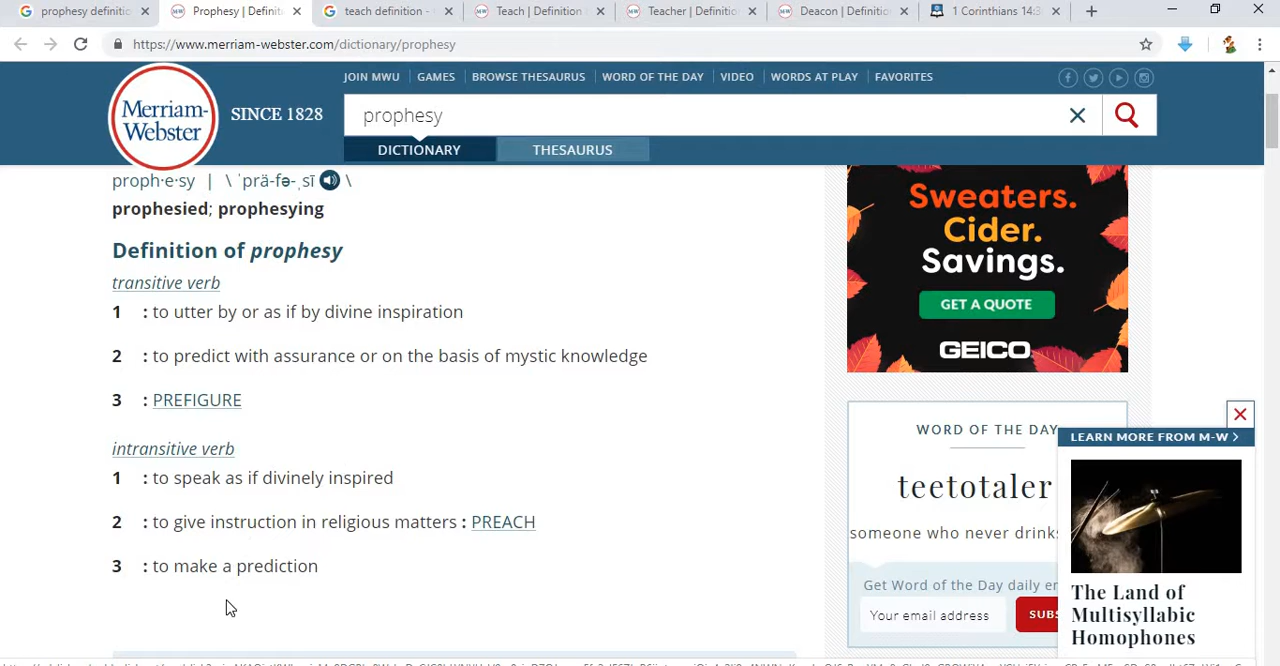 prophesy definiti
Prophesy | Definiti
teach definition -
Teach | Definition
Teacher | Definitio
Deacon | Definitio
1 Corinthians 14:3
https://www.merriam-webster.com/dictionary/prophesy
JOIN MWU GAMES BROWSE THESAURUS WORD OF THE DAY VIDEO WORDS AT PLAY FAVORITES
Merriam-
Webster
SINCE 1828
prophesy
DICTIONARY THESAURUS
proph·e·sy | \ ˈprä-fə-ˌsī \
prophesied; prophesying
Definition of prophesy
transitive verb
1 : to utter by or as if by divine inspiration
2 : to predict with assurance or on the basis of mystic knowledge
3 : PREFIGURE
intransitive verb
1 : to speak as if divinely inspired
2 : to give instruction in religious matters : PREACH
3 : to make a prediction
Sweaters.
Cider.
Savings.
GET A QUOTE
GEICO
WORD OF THE DAY
teetotaler
someone who never drinks
Get Word of the Day daily em
Your email address
SUBS
LEARN MORE FROM M-W >
The Land of
Multisyllabic
Homophones